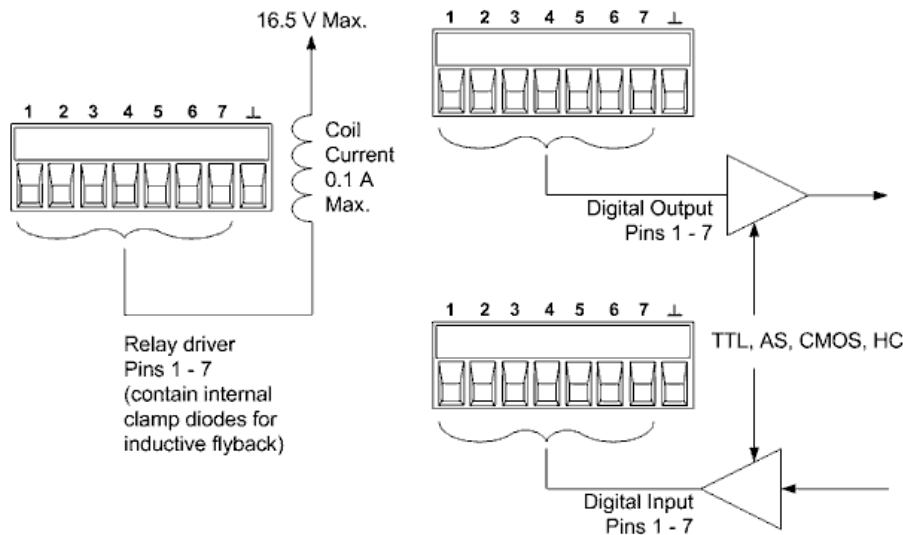 16.5 V Max.
1 2 3 4 5 6 7 ⊥
Coil
Current
0.1 A
Max.
Relay driver
Pins 1 - 7
(contain internal
clamp diodes for
inductive flyback)
1 2 3 4 5 6 7 ⊥
Digital Output
Pins 1 - 7
TTL, AS, CMOS, HC
1 2 3 4 5 6 7 ⊥
Digital Input
Pins 1 - 7